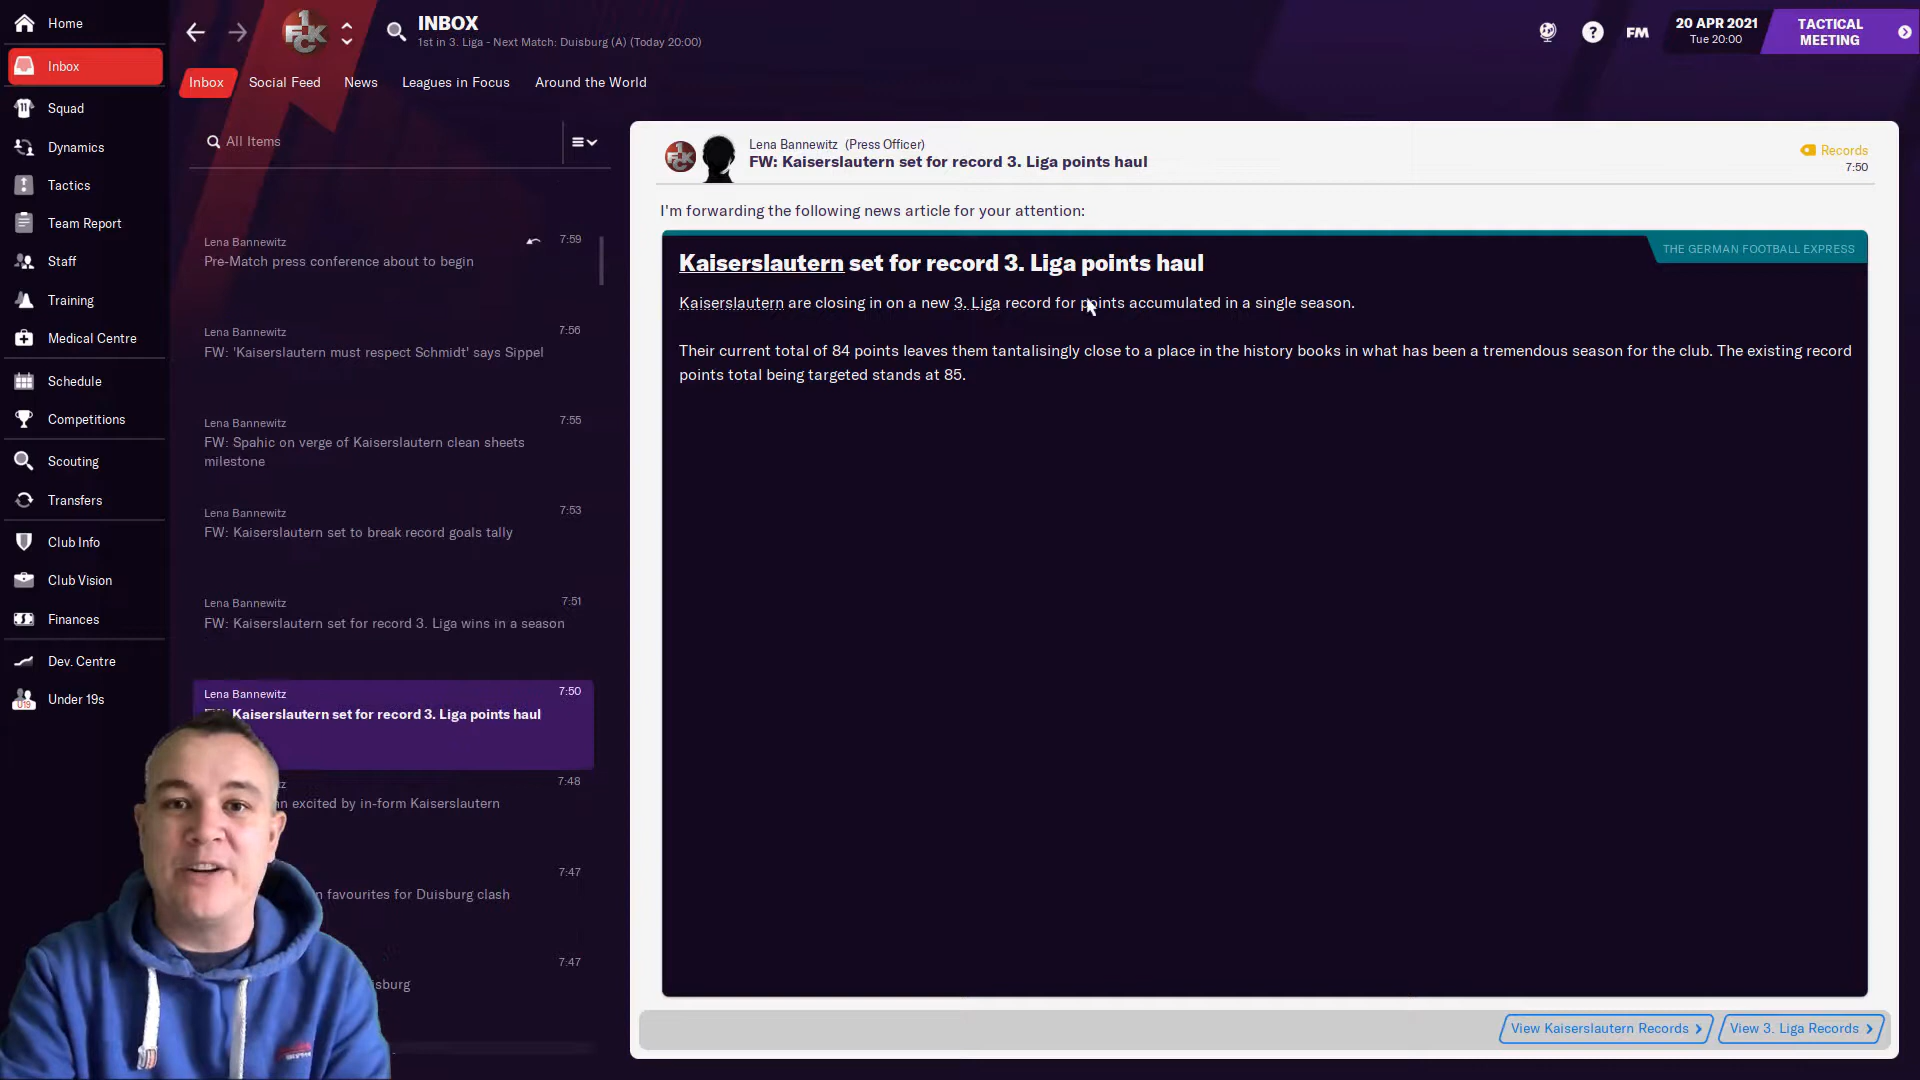 Home
Inbox
Squad
Dynamics
Tactics
Team Report
Staff
Training
Medical Centre
Schedule
Competitions
Scouting
Transfers
Club Info
Club Vision
Finances
Dev. Centre
U19
Under 19s
1
FCK
INBOX
1st in 3. Liga - Next Match: Duisburg (A) (Today 20:00)
?
FM
20 APR 2021
Tue 20:00
TACTICAL
MEETING
Inbox
Social Feed
News
Leagues in Focus
Around the World
All Items
Lena Bannewitz
7:59
Pre-Match press conference about to begin
Lena Bannewitz
7:56
FW: 'Kaiserslautern must respect Schmidt' says Sippel
Lena Bannewitz
7:55
FW: Spahic on verge of Kaiserslautern clean sheets
milestone
Lena Bannewitz
7:53
FW: Kaiserslautern set to break record goals tally
Lena Bannewitz
7:51
FW: Kaiserslautern set for record 3. Liga wins in a season
Lena Bannewitz
7:50
Kaiserslautern set for record 3. Liga points haul
7:48
excited by in-form Kaiserslautern
7:47
favourites for Duisburg clash
7:47
Lena Bannewitz (Press Officer)
FW: Kaiserslautern set for record 3. Liga points haul
Records
7:50
I'm forwarding the following news article for your attention:
THE GERMAN FOOTBALL EXPRESS
Kaiserslautern set for record 3. Liga points haul
Kaiserslautern are closing in on a new 3. Liga record for points accumulated in a single season.
Their current total of 84 points leaves them tantalisingly close to a place in the history books in what has been a tremendous season for the club. The existing record
points total being targeted stands at 85.
View Kaiserslautern Records
View 3. Liga Records